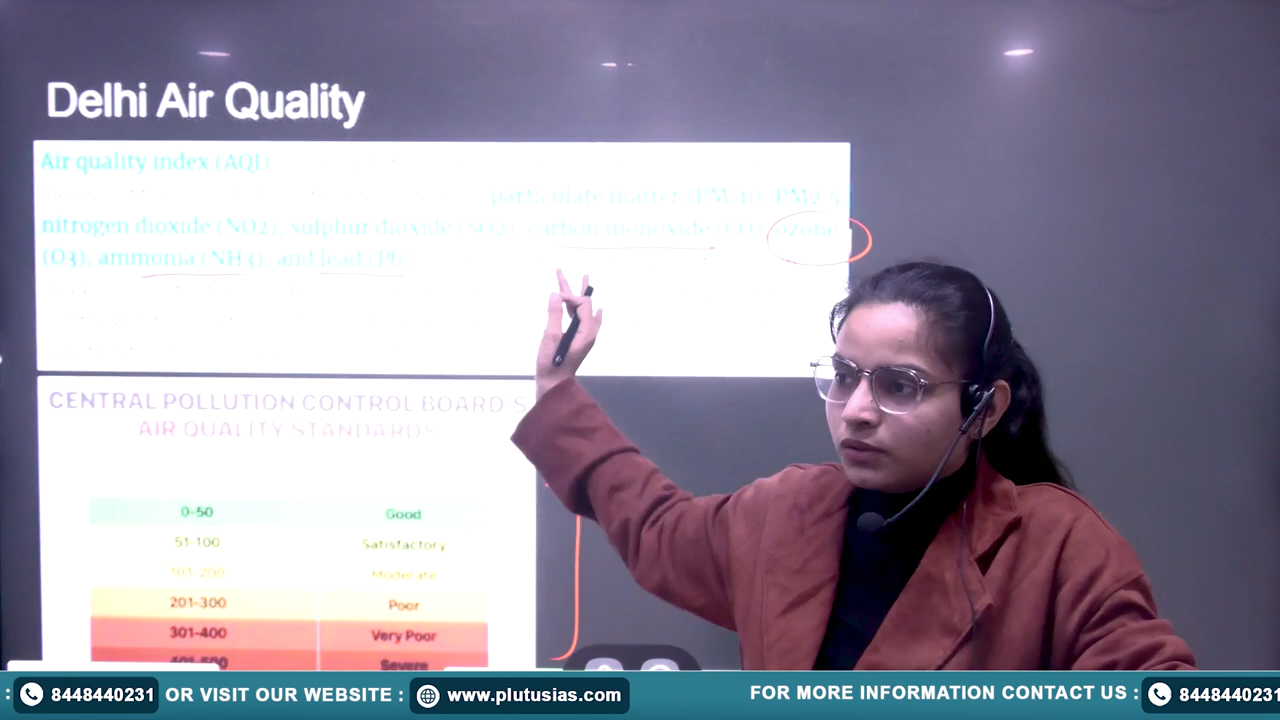 Delhi Air Quality
Air quality index (AQI)
particulate matter (PM 10, PM2.5,
nitrogen dioxide (NO2), sulphur dioxide (SO2), carbon monoxide (CO), ozone
(O3), ammonia (NH3), and lead (Pb
CENTRAL POLLUTION CONTROL BOARD'S
AIR QUALITY STANDARDS
0-50 Good
51-100 Satisfactory
101-200 Moderate
201-300 Poor
301-400 Very Poor
401-500 Severe
: 8448440231 OR VISIT OUR WEBSITE : www.plutusias.com FOR MORE INFORMATION CONTACT US : 8448440231